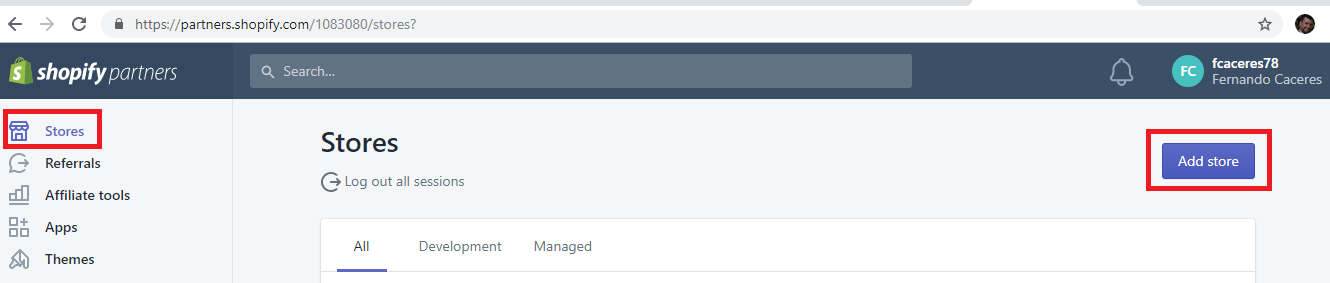 https://partners.shopify.com/1083080/stores?
shopify partners
Search...
FC
fcaceres78
Fernando Caceres
Stores
Referrals
Affiliate tools
Apps
Themes
Stores
Log out all sessions
Add store
All Development Managed